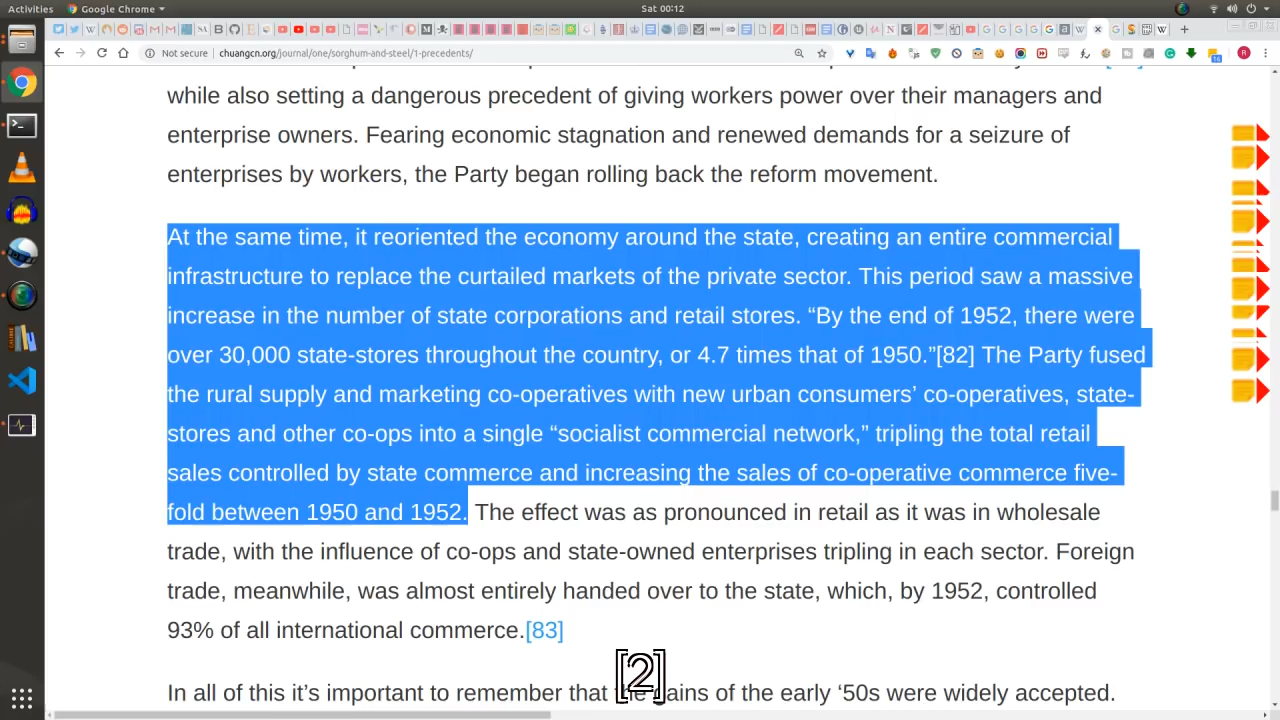 Activities
Google Chrome
Sat 00:12
Not secure
chuangcn.org/journal/one/sorghum-and-steel/1-precedents/
while also setting a dangerous precedent of giving workers power over their managers and
enterprise owners. Fearing economic stagnation and renewed demands for a seizure of
enterprises by workers, the Party began rolling back the reform movement.
At the same time, it reoriented the economy around the state, creating an entire commercial
infrastructure to replace the curtailed markets of the private sector. This period saw a massive
increase in the number of state corporations and retail stores. “By the end of 1952, there were
over 30,000 state-stores throughout the country, or 4.7 times that of 1950.”[82] The Party fused
the rural supply and marketing co-operatives with new urban consumers’ co-operatives, state-
stores and other co-ops into a single “socialist commercial network,” tripling the total retail
sales controlled by state commerce and increasing the sales of co-operative commerce five-
fold between 1950 and 1952. The effect was as pronounced in retail as it was in wholesale
trade, with the influence of co-ops and state-owned enterprises tripling in each sector. Foreign
trade, meanwhile, was almost entirely handed over to the state, which, by 1952, controlled
93% of all international commerce.[83]
[2]
In all of this it’s important to remember that the gains of the early ‘50s were widely accepted.